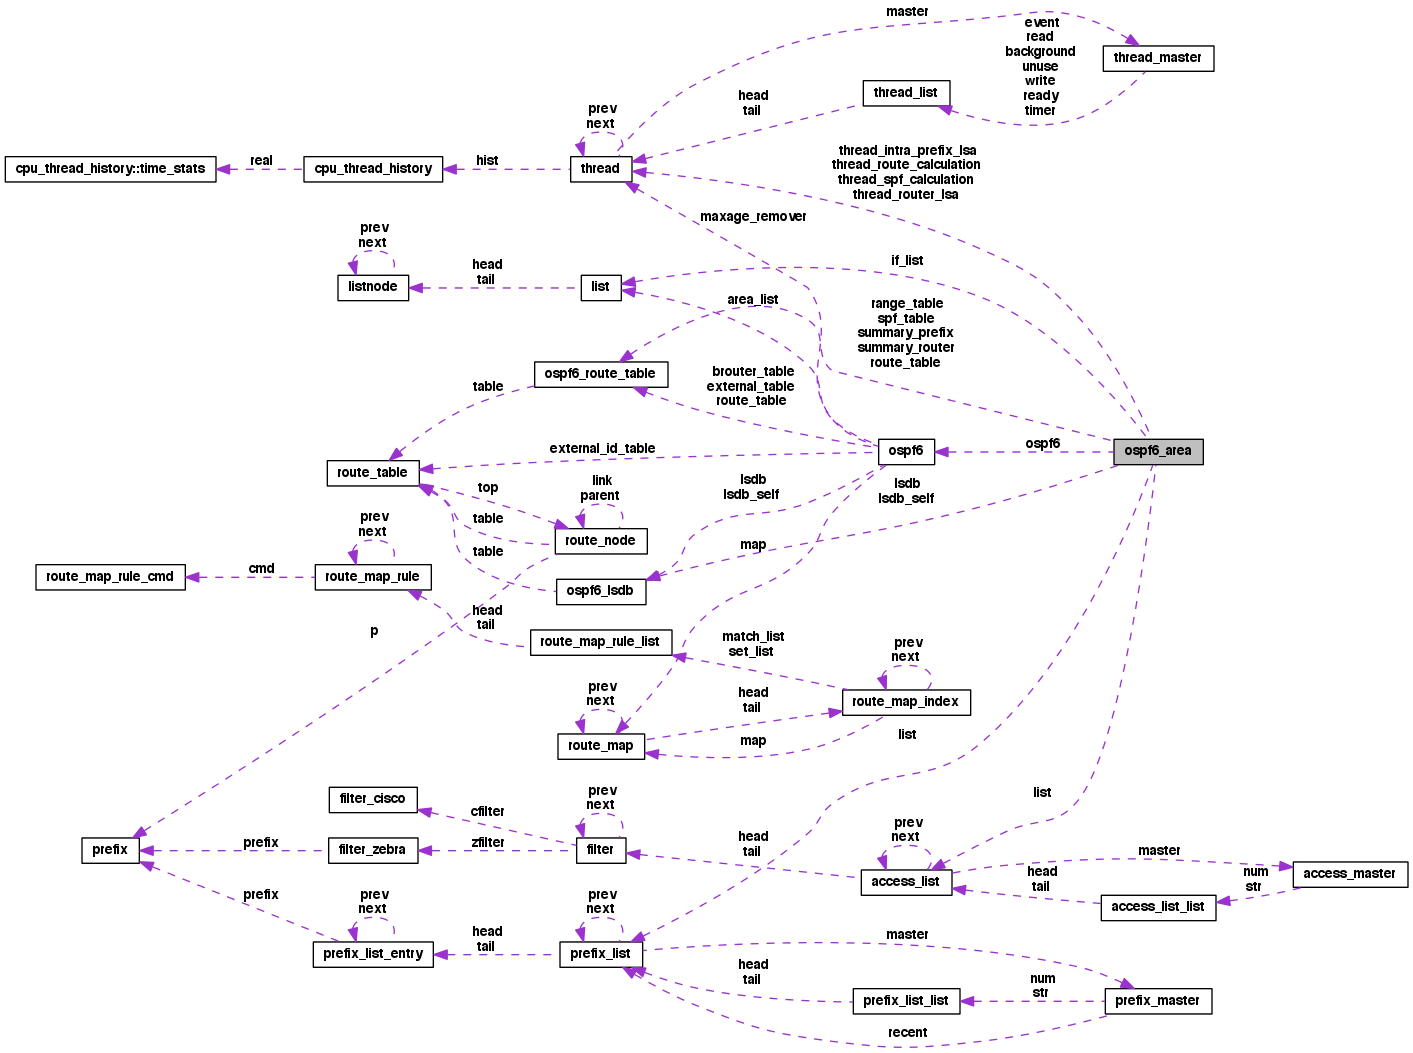 master
event
read
background
unuse
write
ready
timer
thread_master
thread_list
head
tail
prev
next
thread
hist
cpu_thread_history
real
cpu_thread_history::time_stats
thread_intra_prefix_lsa
thread_route_calculation
thread_spf_calculation
thread_router_lsa
maxage_remover
prev
next
listnode
head
tail
list
if_list
area_list
range_table
spf_table
summary_prefix
summary_router
route_table
ospf6_route_table
table
brouter_table
external_table
route_table
ospf6
ospf6
ospf6_area
external_id_table
route_table
top
link
parent
lsdb
lsdb_self
lsdb
lsdb_self
table
route_node
prev
next
table
map
cmd
route_map_rule_cmd
route_map_rule
ospf6_lsdb
head
tail
p
route_map_rule_list
match_list
set_list
prev
next
route_map_index
prev
next
head
tail
route_map
map
list
list
filter_cisco
cfilter
prev
next
prefix
prefix
filter_zebra
zfilter
filter
head
tail
prev
next
access_list
master
access_master
num
str
head
tail
access_list_list
prefix
prev
next
prefix_list_entry
head
tail
prev
next
prefix_list
master
head
tail
prefix_list_list
num
str
prefix_master
recent